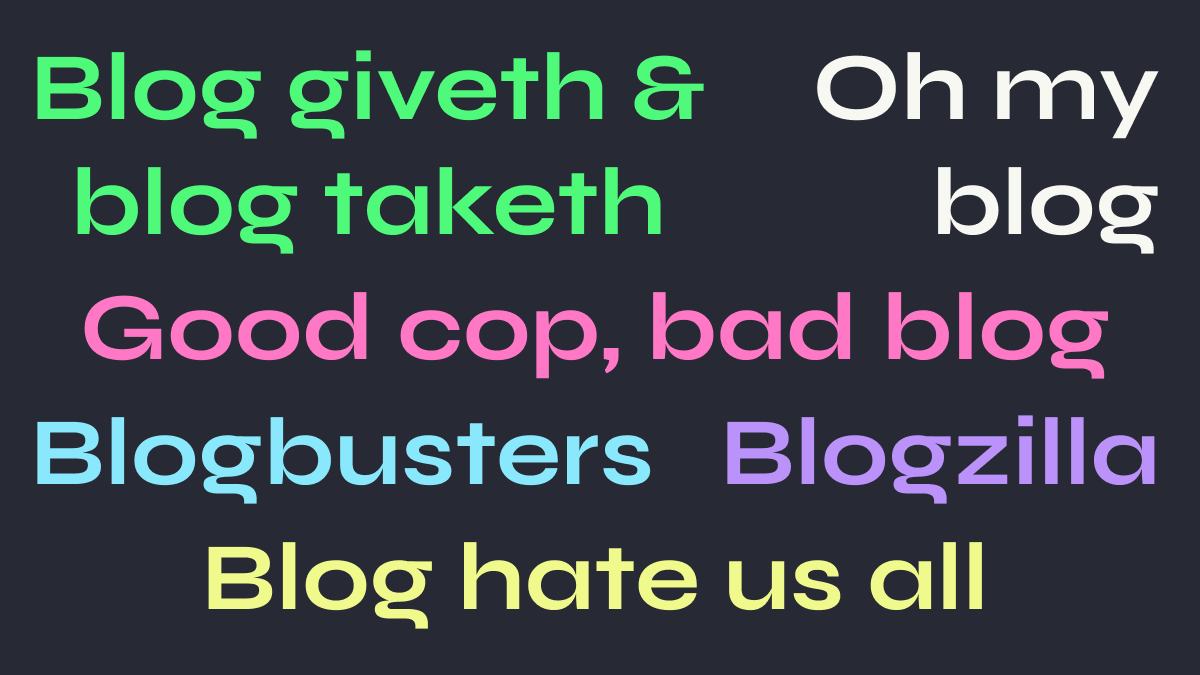 Blog giveth &
blog taketh
Oh my
blog
Good cop, bad blog
Blogbusters
Blogzilla
Blog hate us all